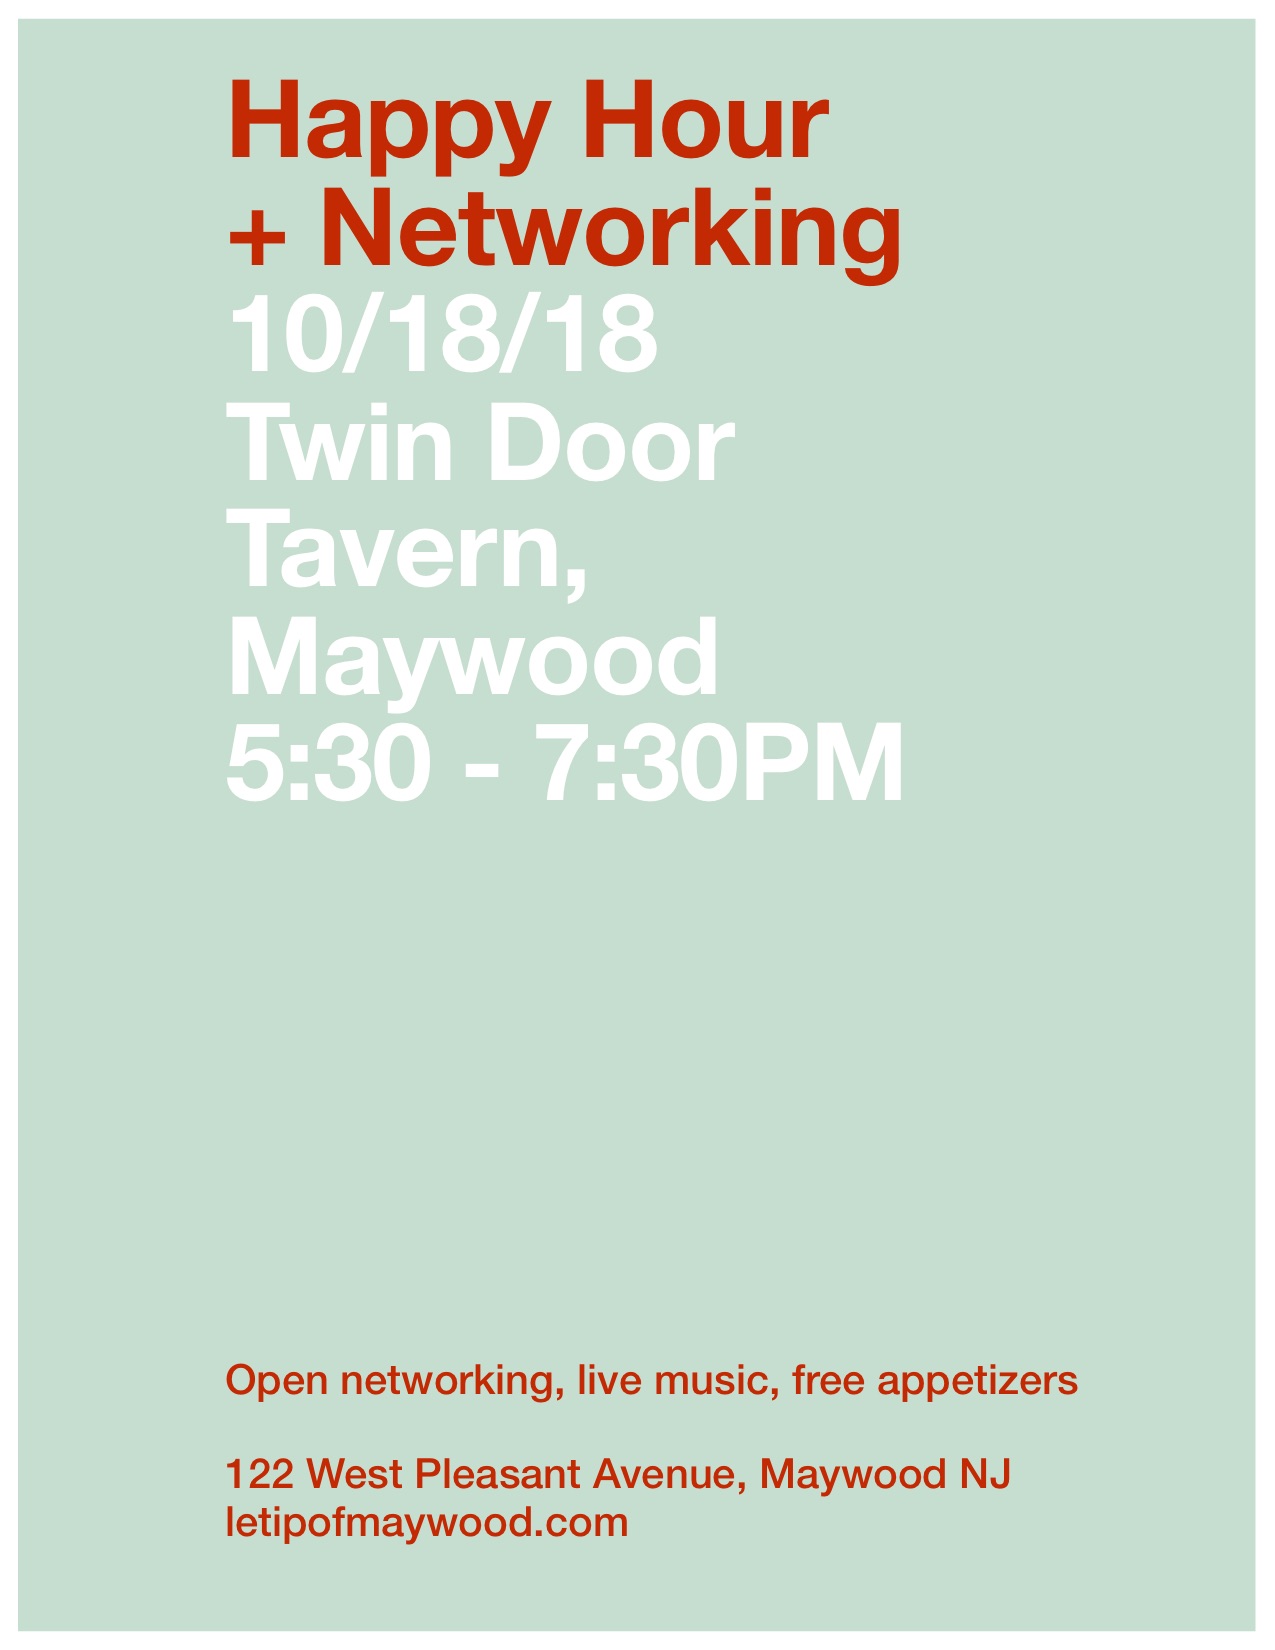 Happy Hour
+ Networking
10/18/18
Twin Door
Tavern,
Maywood
5:30 - 7:30PM
Open networking, live music, free appetizers
122 West Pleasant Avenue, Maywood NJ
letipofmaywood.com